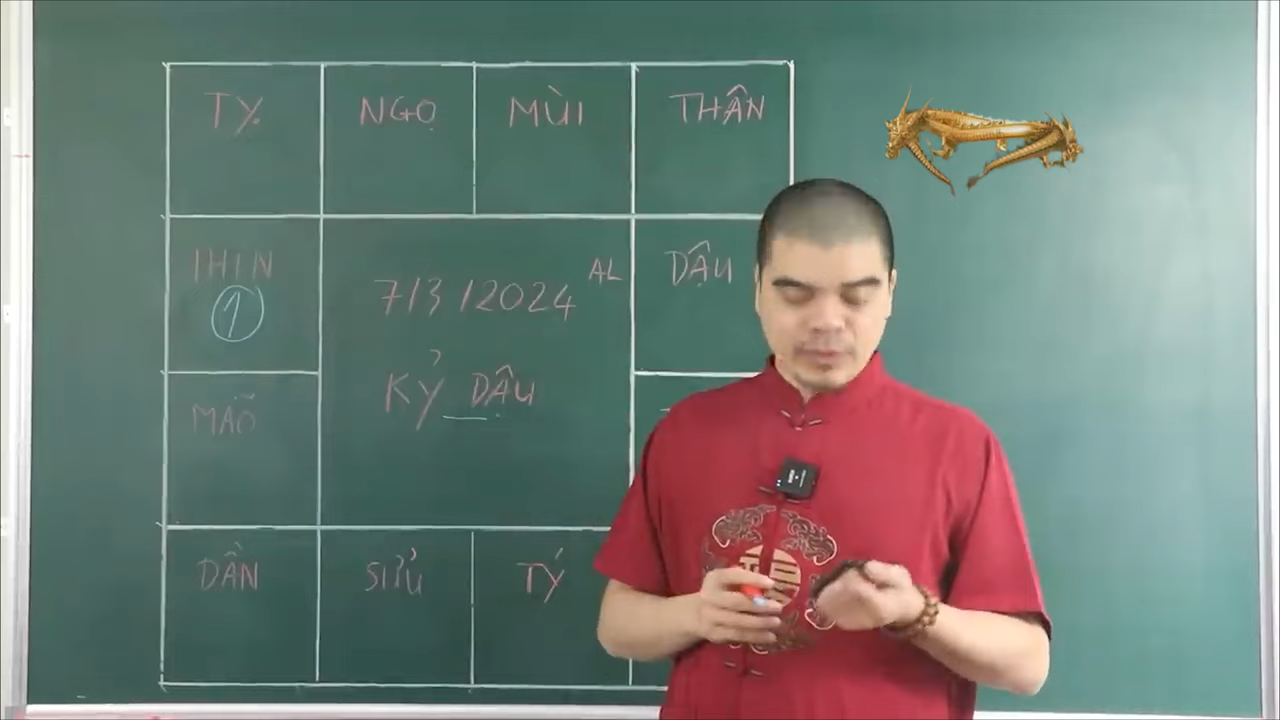 TỴ NGỌ MÙI THÂN
THÌN 7/3/2024 AL DẬU
①
KỶ DẬU
MÃO
DẦN SỬU TÝ